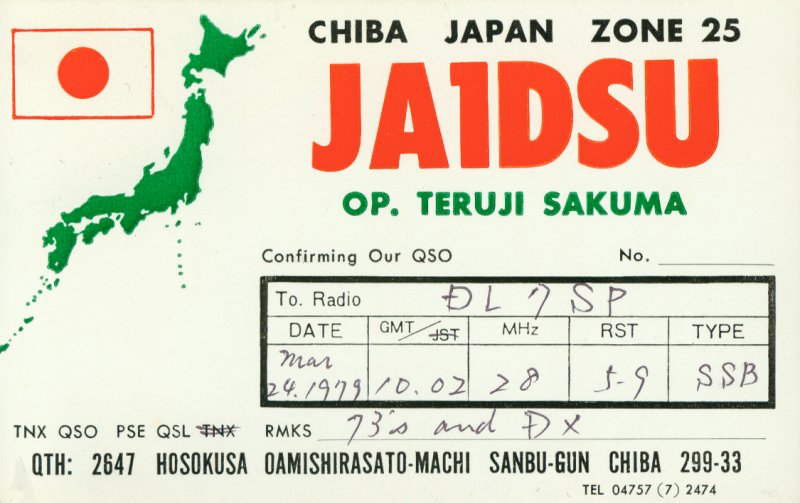 CHIBA JAPAN ZONE 25
JA1DSU
OP. TERUJI SAKUMA
Confirming Our QSO No.
To. Radio DL7SP
DATE GMT/JST MHz RST TYPE
Mar 24.1979 10.02 28 5-9 SSB
TNX QSO PSE QSL TNX RMKS 73's and DX
QTH: 2647 HOSOKUSA OAMISHIRASATO-MACHI SANBU-GUN CHIBA 299-33
TEL 04757 (7) 2474